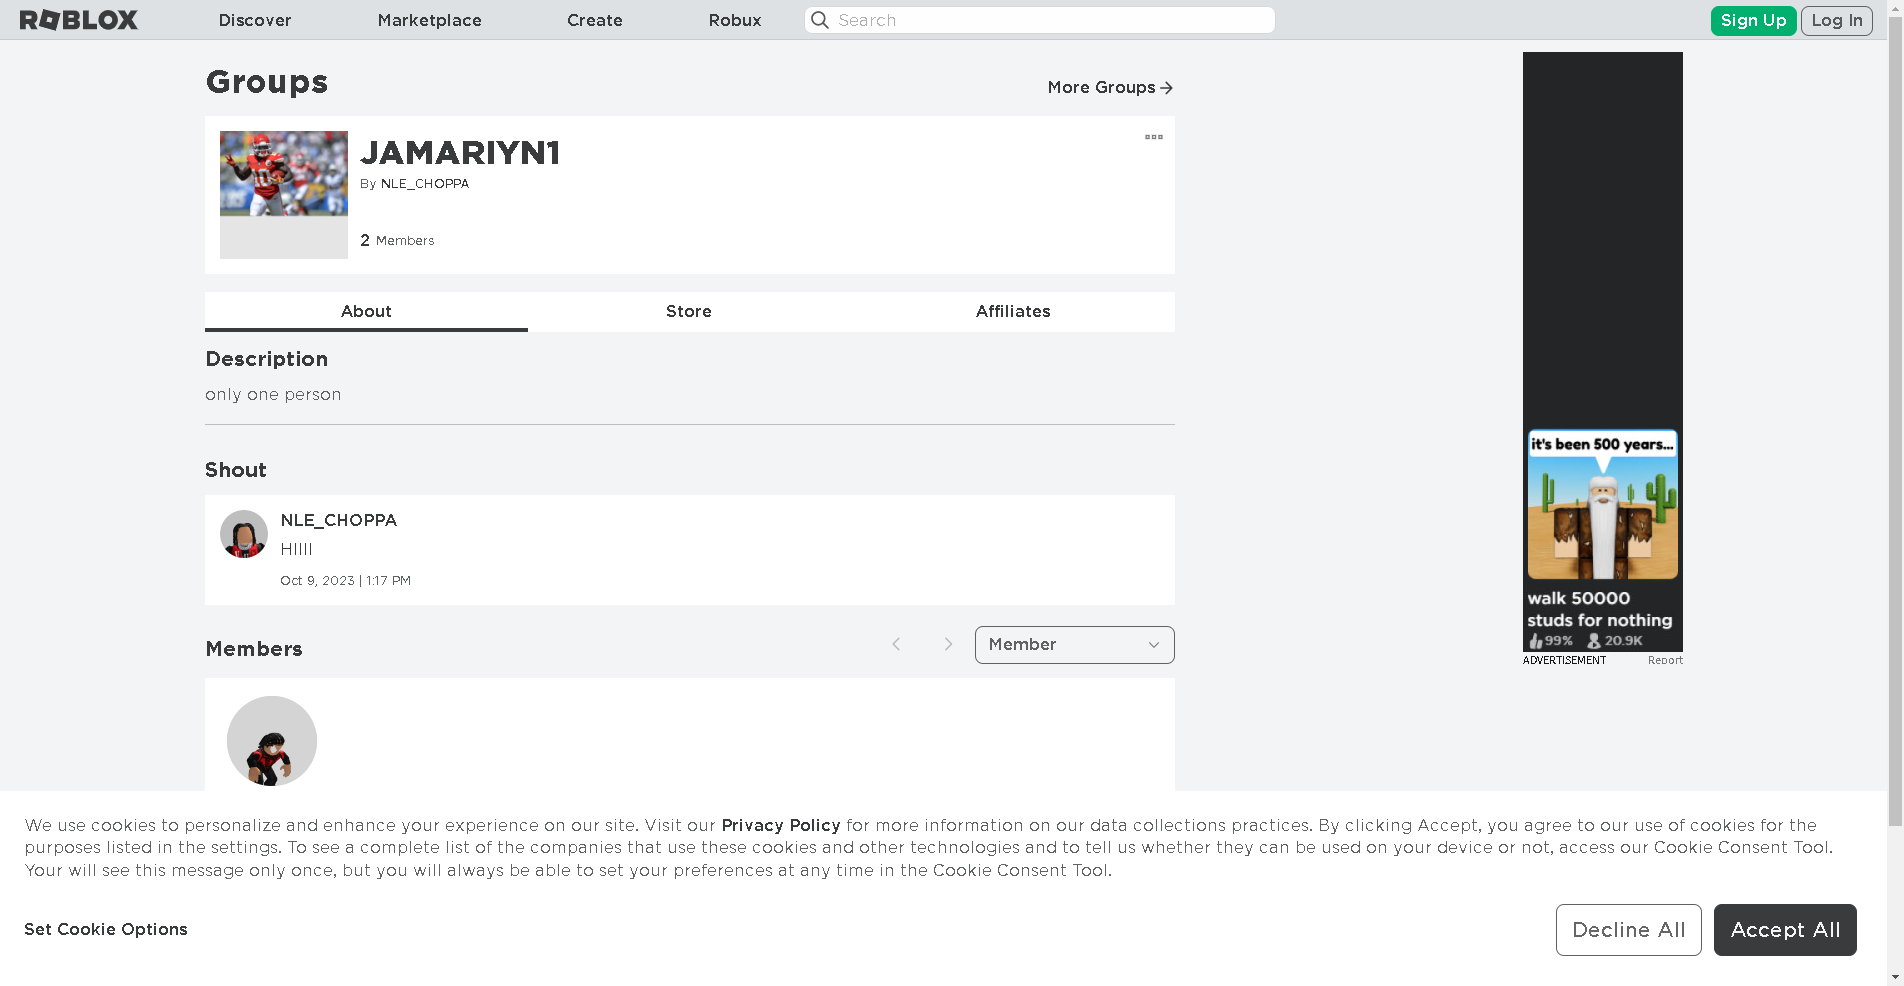 ROBLOX
Discover
Marketplace
Create
Robux
Search
Sign Up
Log In
Groups
More Groups
JAMARIYN1
By NLE_CHOPPA
2 Members
About
Store
Affiliates
Description
only one person
Shout
NLE_CHOPPA
HIIII
Oct 9, 2023 | 1:17 PM
Members
Member
it's been 500 years...
walk 50000
studs for nothing
99% 20.9K
ADVERTISEMENT
Report
We use cookies to personalize and enhance your experience on our site. Visit our Privacy Policy for more information on our data collections practices. By clicking Accept, you agree to our use of cookies for the
purposes listed in the settings. To see a complete list of the companies that use these cookies and other technologies and to tell us whether they can be used on your device or not, access our Cookie Consent Tool.
Your will see this message only once, but you will always be able to set your preferences at any time in the Cookie Consent Tool.
Set Cookie Options
Decline All
Accept All